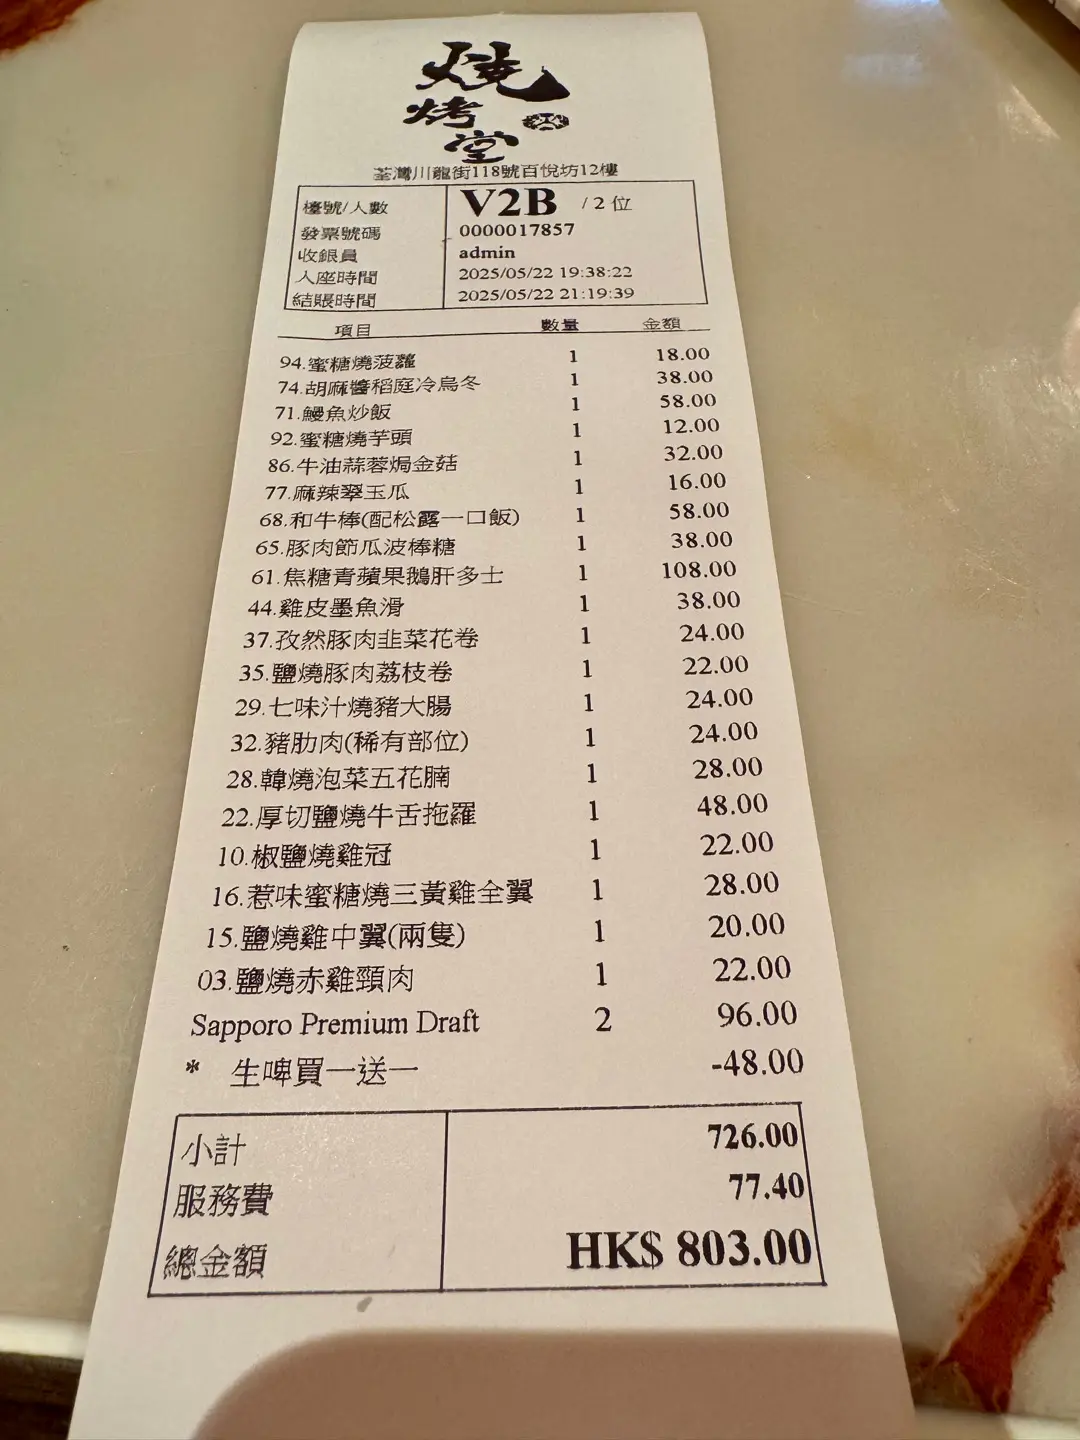 燒
烤
堂
荃灣川龍街118號百悅坊12樓
檯號/人數 V2B / 2 位
發票號碼 0000017857
收銀員 admin
入座時間 2025/05/22 19:38:22
結賬時間 2025/05/22 21:19:39
項目 數量 金額
94.蜜糖燒菠蘿 1 18.00
74.胡麻醬稻庭冷烏冬 1 38.00
71.鰻魚炒飯 1 58.00
92.蜜糖燒芋頭 1 12.00
86.牛油蒜蓉焗金菇 1 32.00
77.麻辣翠玉瓜 1 16.00
68.和牛棒(配松露一口飯) 1 58.00
65.豚肉節瓜波棒糖 1 38.00
61.焦糖青蘋果鵝肝多士 1 108.00
44.雞皮墨魚滑 1 38.00
37.孜然豚肉韭菜花卷 1 24.00
35.鹽燒豚肉荔枝卷 1 22.00
29.七味汁燒豬大腸 1 24.00
32.豬肋肉(稀有部位) 1 24.00
28.韓燒泡菜五花腩 1 28.00
22.厚切鹽燒牛舌拖羅 1 48.00
10.椒鹽燒雞冠 1 22.00
16.惹味蜜糖燒三黃雞全翼 1 28.00
15.鹽燒雞中翼(兩隻) 1 20.00
03.鹽燒赤雞頸肉 1 22.00
Sapporo Premium Draft 2 96.00
* 生啤買一送一 -48.00
小計 726.00
服務費 77.40
總金額 HK$ 803.00